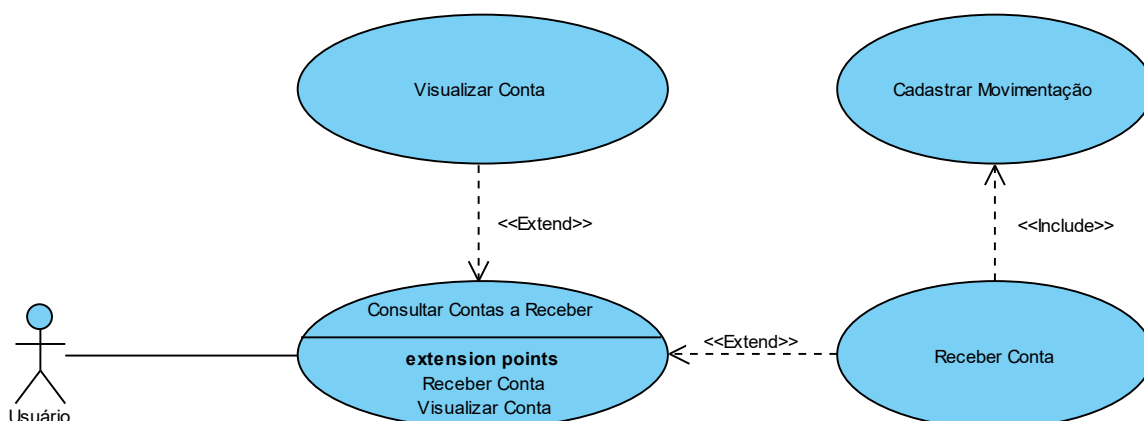 Visualizar Conta
Cadastrar Movimentação
<<Extend>>
<<Include>>
Consultar Contas a Receber
extension points
Receber Conta
Visualizar Conta
<<Extend>>
Receber Conta
Usuário